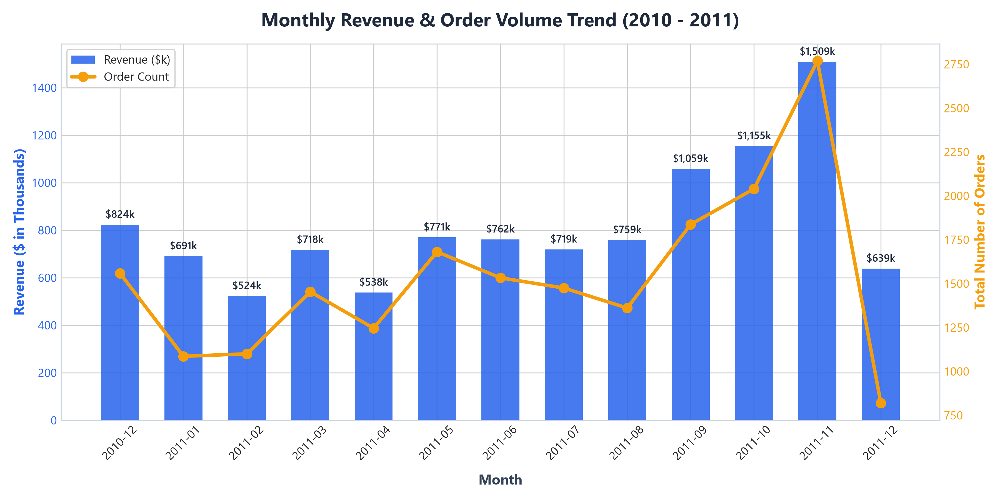 Monthly Revenue & Order Volume Trend (2010 - 2011)
Revenue ($k)
Order Count
Revenue ($ in Thousands)
1400
1200
1000
800
600
400
200
0
$824k
$691k
$524k
$718k
$538k
$771k
$762k
$719k
$759k
$1,059k
$1,155k
$1,509k
$639k
2750
2500
2250
2000
1750
1500
1250
1000
750
Total Number of Orders
2010-12
2011-01
2011-02
2011-03
2011-04
2011-05
2011-06
2011-07
2011-08
2011-09
2011-10
2011-11
2011-12
Month